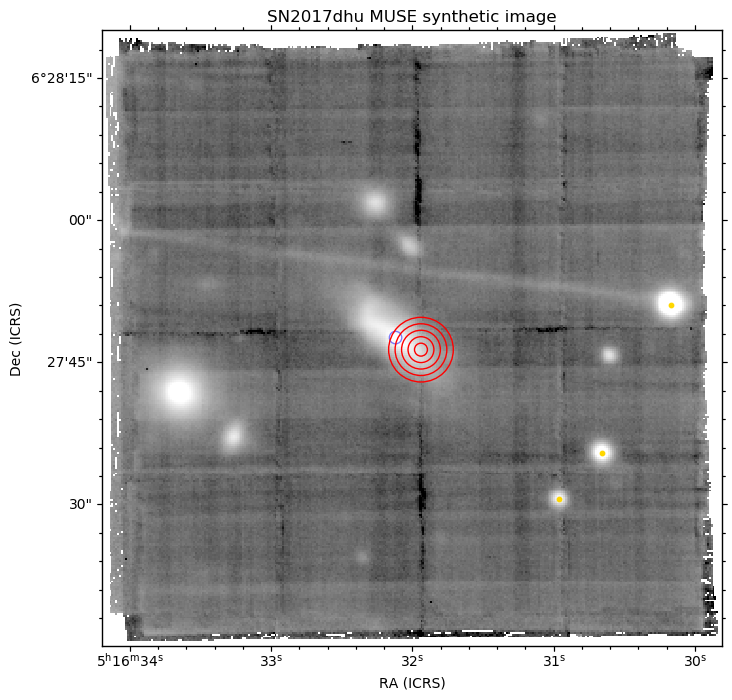 SN2017dhu MUSE synthetic image
6°28'15"
00"
27'45"
30"
Dec (ICRS)
5ʰ16ᵐ34ˢ 33ˢ 32ˢ 31ˢ 30ˢ
RA (ICRS)